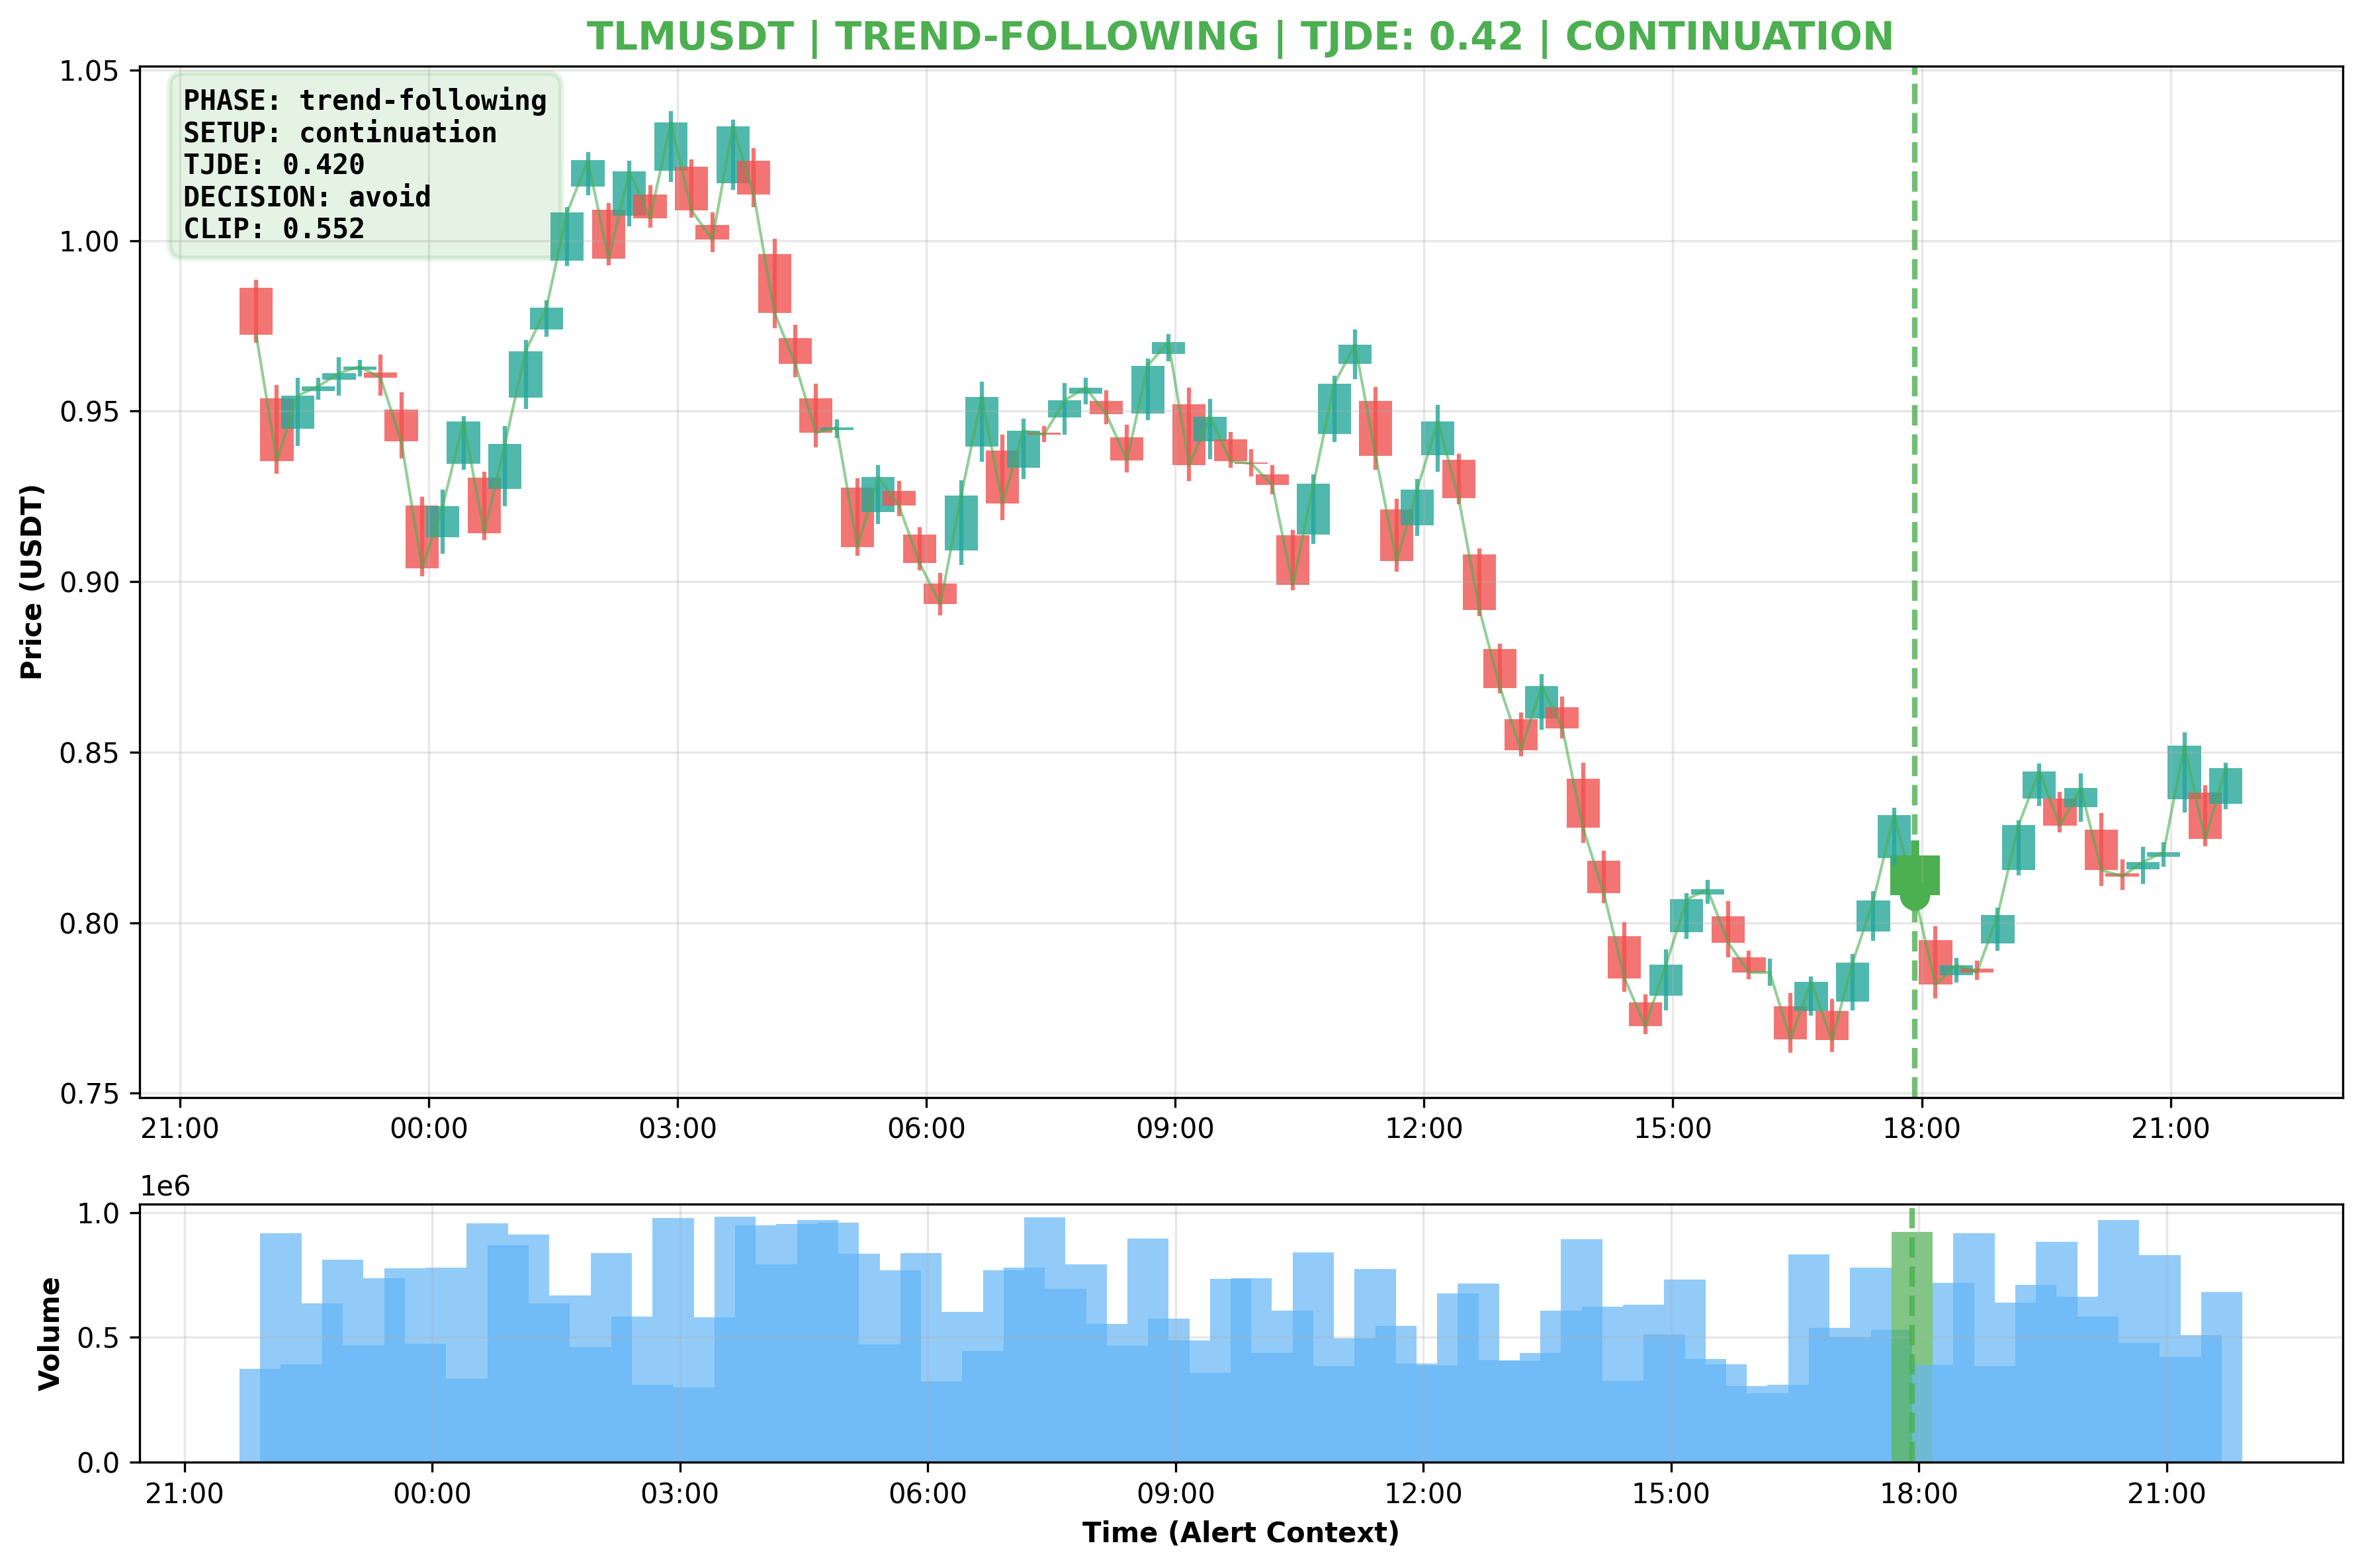 TLMUSDT | TREND-FOLLOWING | TJDE: 0.42 | CONTINUATION
PHASE: trend-following
SETUP: continuation
TJDE: 0.420
DECISION: avoid
CLIP: 0.552
Price (USDT)
1.05
1.00
0.95
0.90
0.85
0.80
0.75
21:00 00:00 03:00 06:00 09:00 12:00 15:00 18:00 21:00
1e6
Volume
1.0
0.5
0.0
21:00 00:00 03:00 06:00 09:00 12:00 15:00 18:00 21:00
Time (Alert Context)